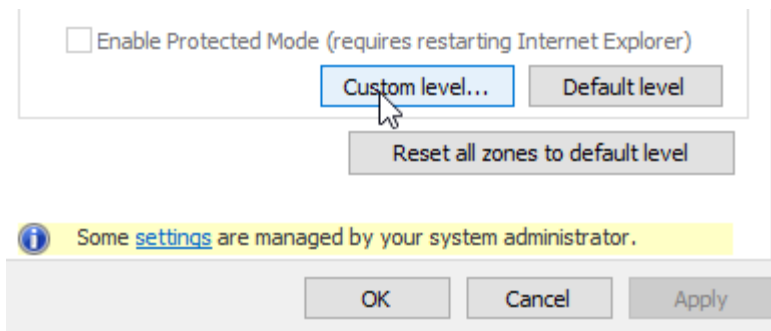 Enable Protected Mode (requires restarting Internet Explorer)
Custom level... Default level
Reset all zones to default level
Some settings are managed by your system administrator.
OK Cancel Apply